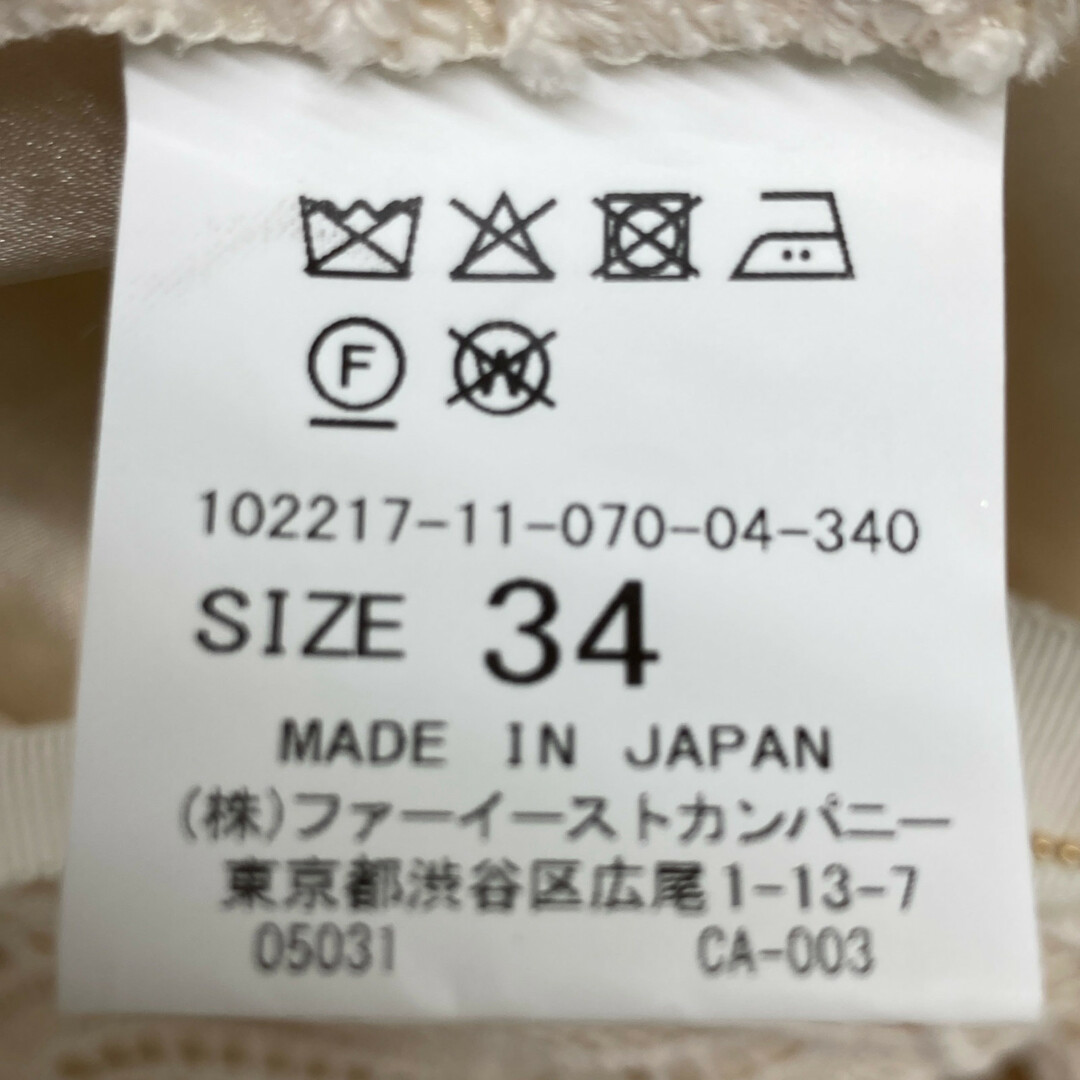 F W
102217-11-070-04-340
SIZE 34
MADE IN JAPAN
(株)ファーイーストカンパニー
東京都渋谷区広尾1-13-7
05031 CA-003